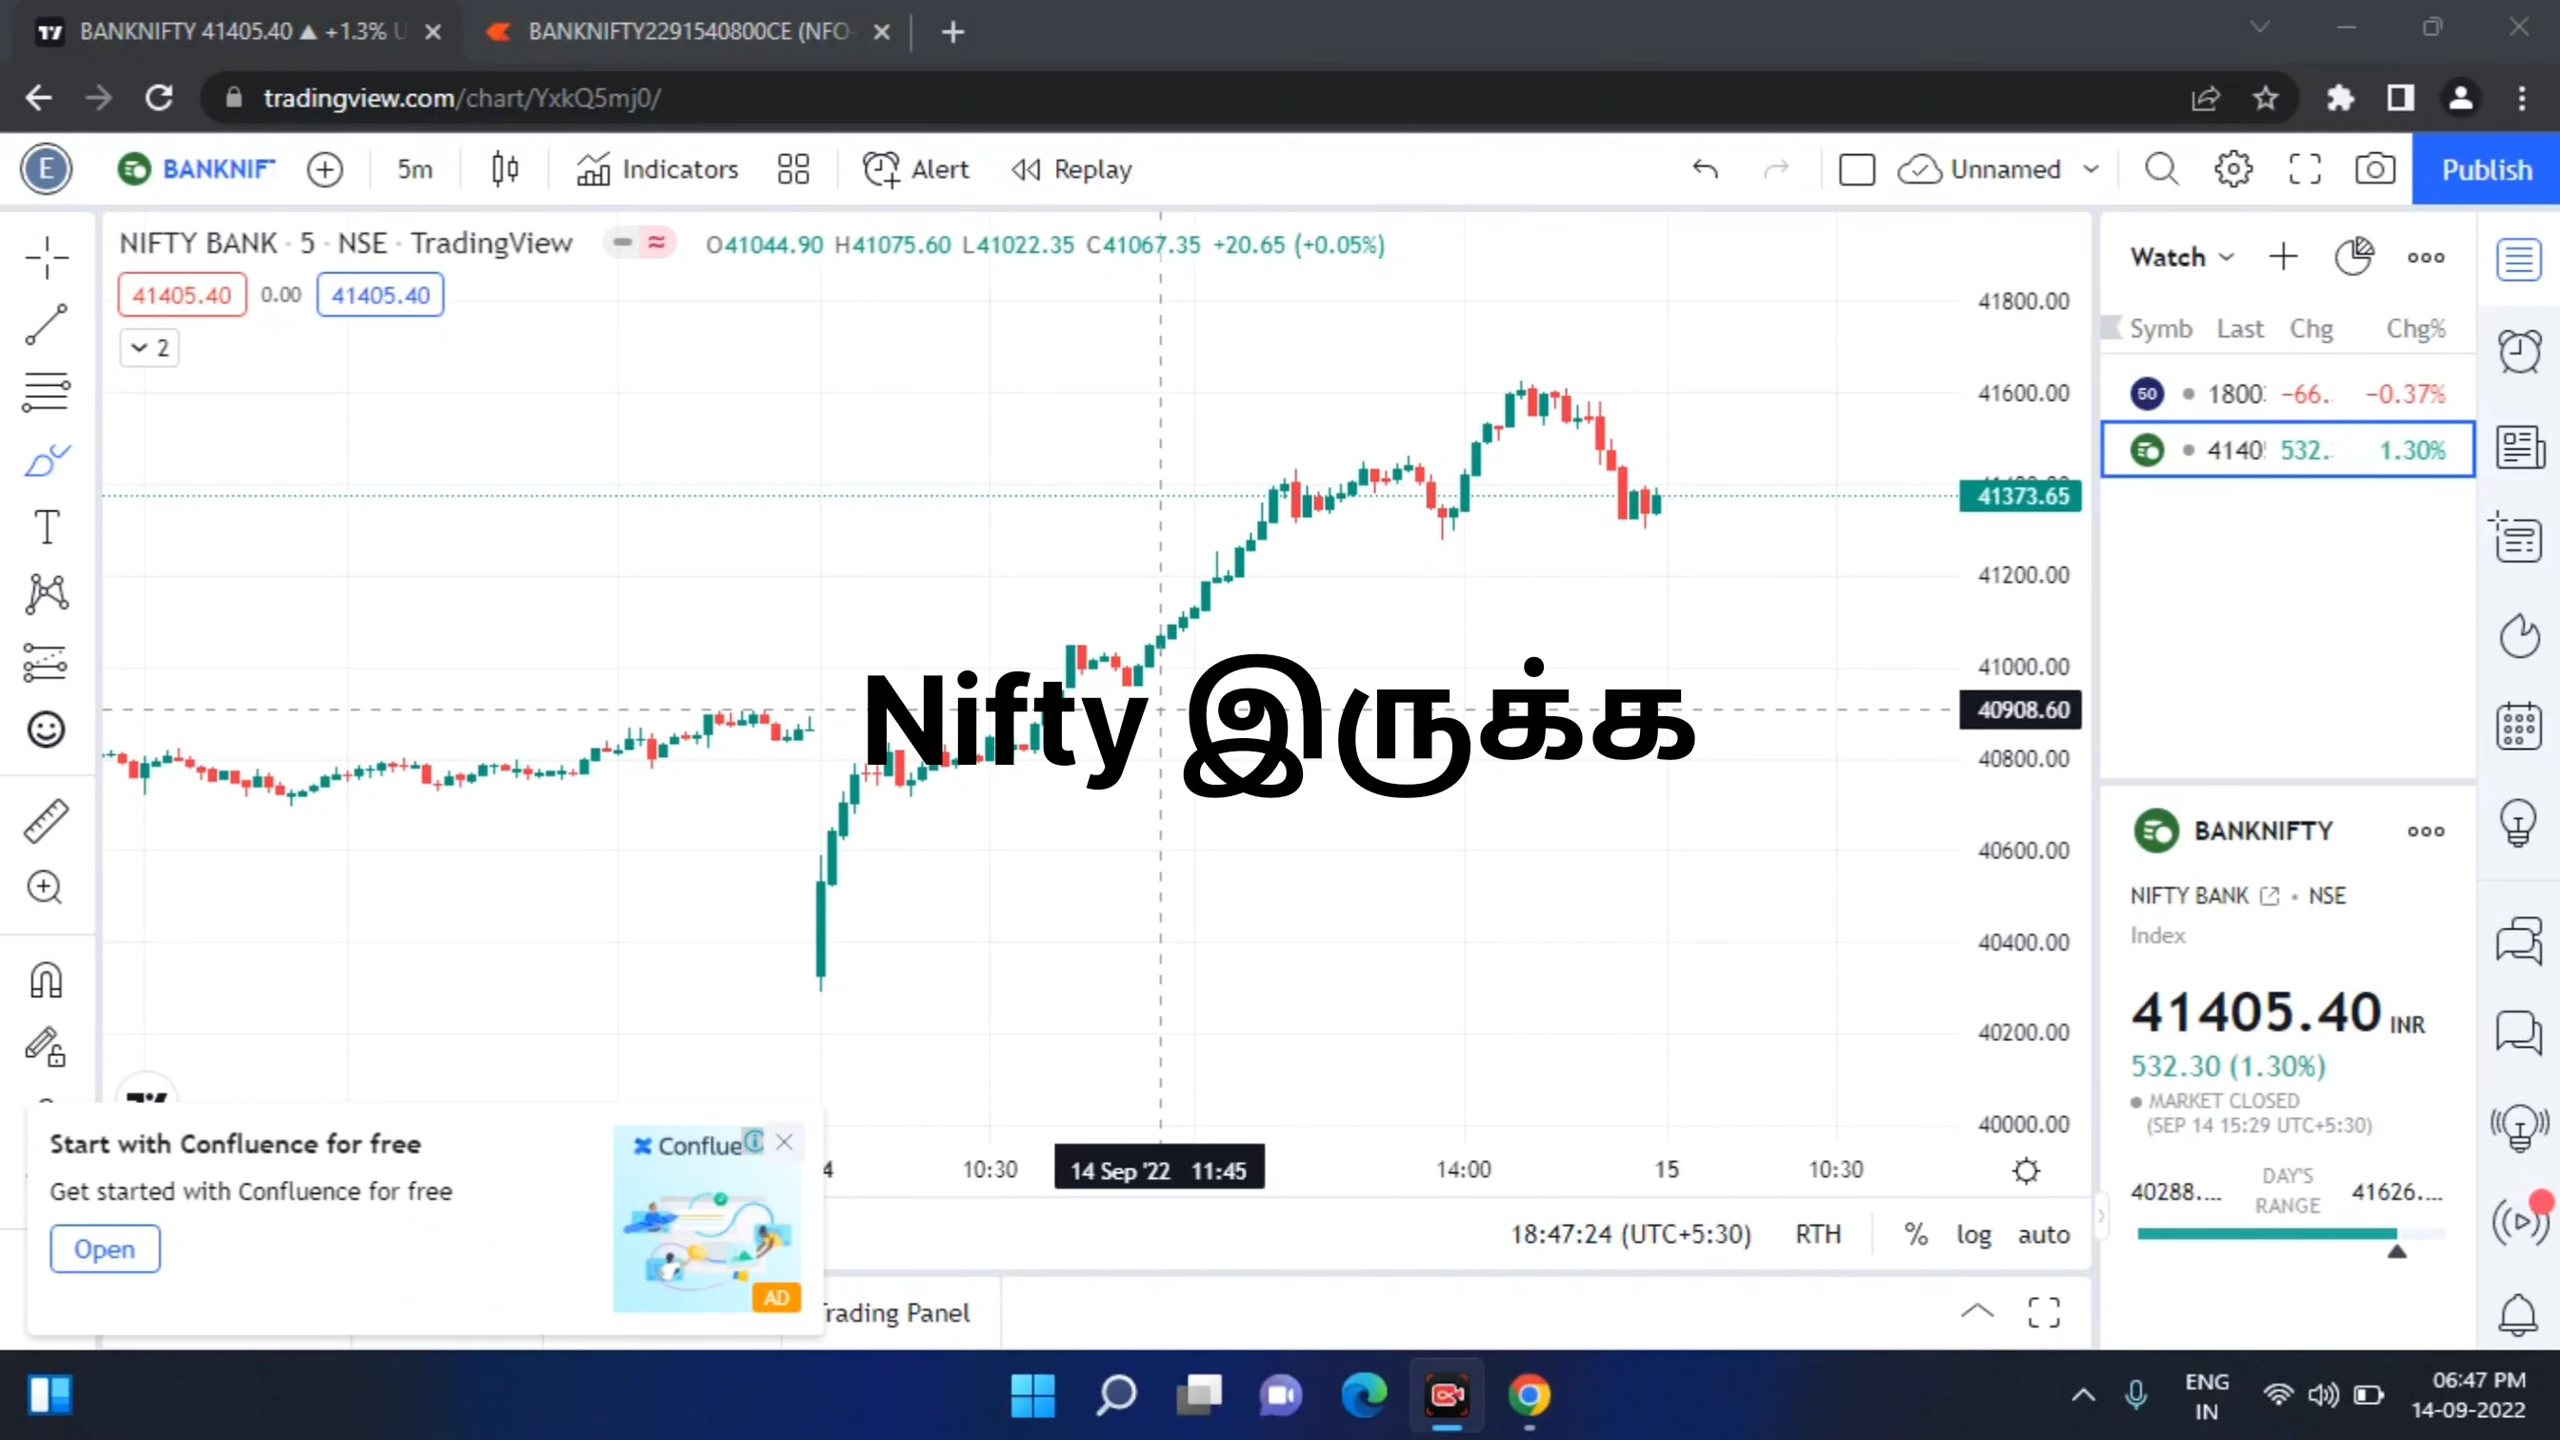 BANKNIFTY 41405.40 ▲ +1.3% U
BANKNIFTY2291540800CE (NFO-
tradingview.com/chart/YxkQ5mj0/
E
BANKNIF
5m
Indicators
Alert
Replay
Unnamed
Publish
NIFTY BANK · 5 · NSE · TradingView
O41044.90 H41075.60 L41022.35 C41067.35 +20.65 (+0.05%)
41405.40 0.00 41405.40
2
Watch
Symb Last Chg Chg%
50 1800 -66. -0.37%
4140 532. 1.30%
41800.00
41600.00
41373.65
41200.00
41000.00
40908.60
40800.00
40600.00
40400.00
40200.00
40000.00
Nifty இருக்க
BANKNIFTY
NIFTY BANK · NSE
Index
41405.40 INR
532.30 (1.30%)
MARKET CLOSED
(SEP 14 15:29 UTC+5:30)
40288.... DAY'S RANGE 41626....
4 10:30 14 Sep '22 11:45 14:00 15 10:30
Start with Confluence for free
Get started with Confluence for free
Open
Conflue
AD
18:47:24 (UTC+5:30) RTH % log auto
Trading Panel
ENG
IN
06:47 PM
14-09-2022